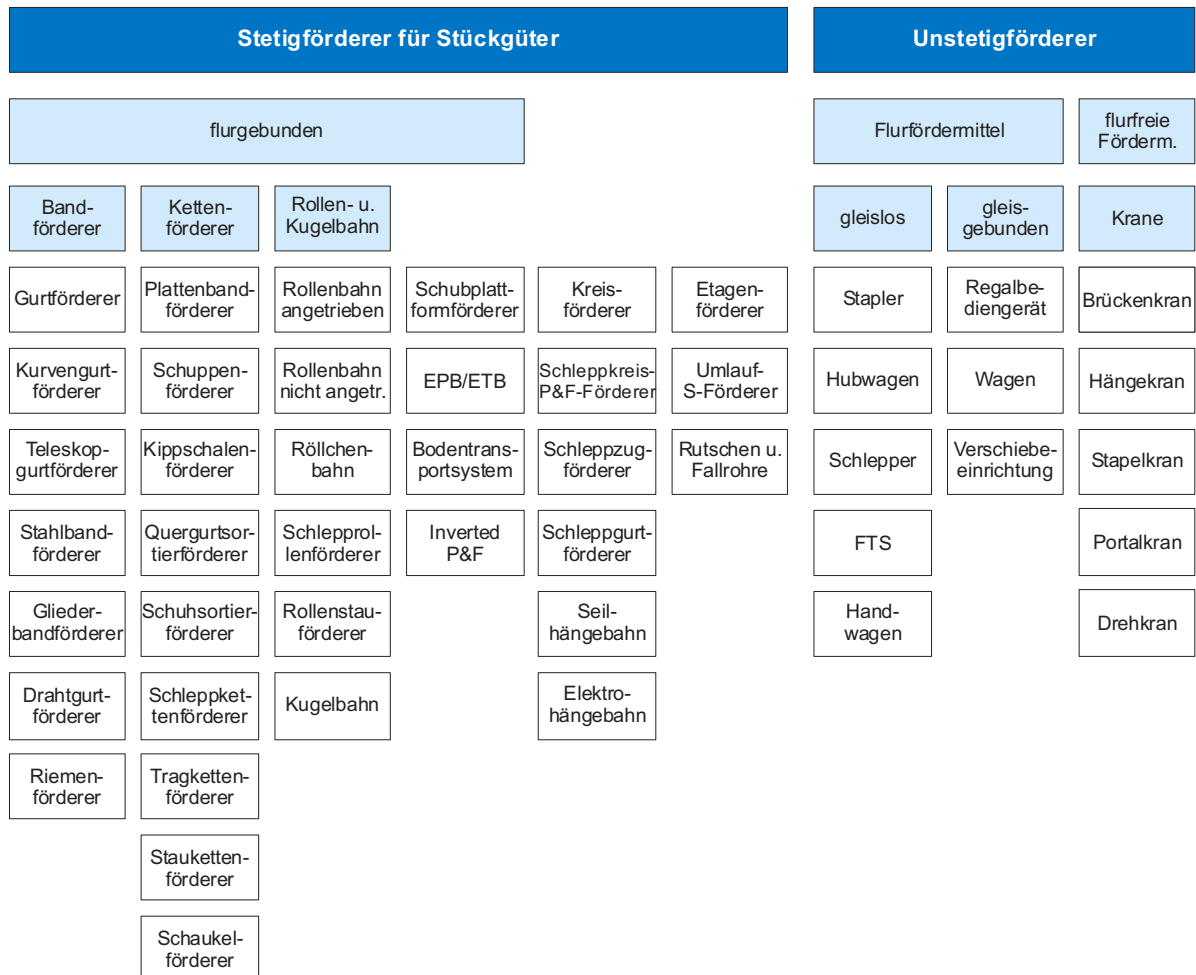 Stetigförderer für Stückgüter
Unstetigförderer
flurgebunden
Flurfördermittel
flurfreie
Förderm.
Band-
förderer
Ketten-
förderer
Rollen- u.
Kugelbahn
gleislos
gleis-
gebunden
Krane
Gurtförderer
Plattenband-
förderer
Rollenbahn
angetrieben
Schubplatt-
formförderer
Kreis-
förderer
Etagen-
förderer
Stapler
Regalbe-
diengerät
Brückenkran
Kurvengurt-
förderer
Schuppen-
förderer
Rollenbahn
nicht angetr.
EPB/ETB
Schleppkreis-
P&F-Förderer
Umlauf-
S-Förderer
Hubwagen
Wagen
Hängekran
Teleskop-
gurtförderer
Kippschalen-
förderer
Röllchen-
bahn
Bodentrans-
portsystem
Schleppzug-
förderer
Rutschen u.
Fallrohre
Schlepper
Verschiebe-
einrichtung
Stapelkran
Stahlband-
förderer
Quergurtsor-
tierförderer
Schlepprol-
lenförderer
Inverted
P&F
Schleppgurt-
förderer
FTS
Portalkran
Glieder-
bandförderer
Schuhsortier-
förderer
Rollenstau-
förderer
Seil-
hängebahn
Hand-
wagen
Drehkran
Drahtgurt-
förderer
Schleppket-
tenförderer
Kugelbahn
Elektro-
hängebahn
Riemen-
förderer
Tragketten-
förderer
Stauketten-
förderer
Schaukel-
förderer